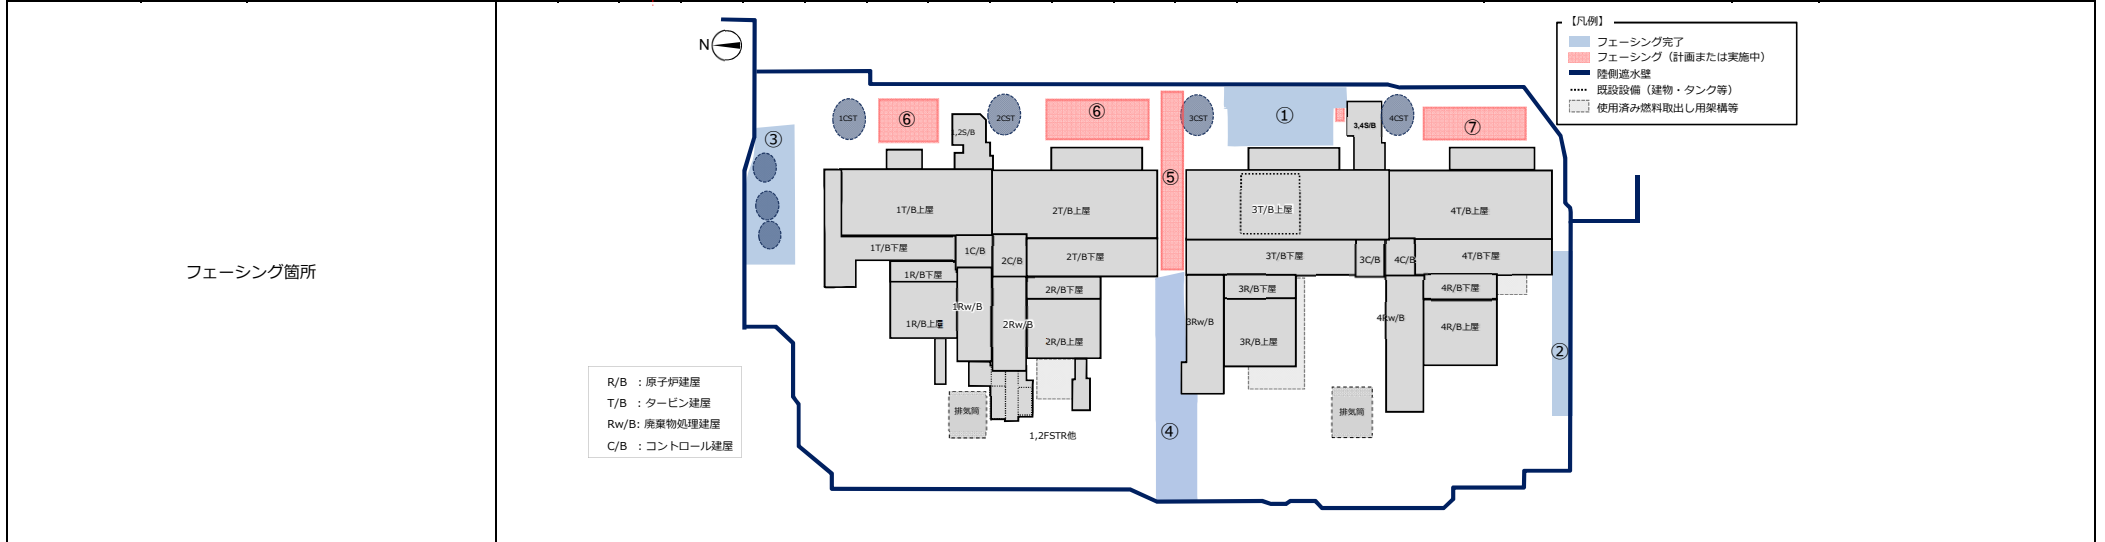 フェーシング箇所
N
【凡例】
フェーシング完了
フェーシング（計画または実施中）
陸側遮水壁
既設設備（建物・タンク等）
使用済み燃料取出し用架構等
1CST
⑥
2CST
⑥
3CST
①
4CST
⑦
1,2S/B
3,4S/B
③
⑤
1T/B上屋
2T/B上屋
3T/B上屋
4T/B上屋
1T/B下屋
1C/B
2C/B
2T/B下屋
3T/B下屋
3C/B
4C/B
4T/B下屋
1R/B下屋
2R/B下屋
3R/B下屋
4R/B下屋
1Rw/B
2Rw/B
3Rw/B
4Rw/B
1R/B上屋
2R/B上屋
3R/B上屋
4R/B上屋
②
④
排気筒
排気筒
1,2FSTR他
R/B ：原子炉建屋
T/B ：タービン建屋
Rw/B: 廃棄物処理建屋
C/B ：コントロール建屋